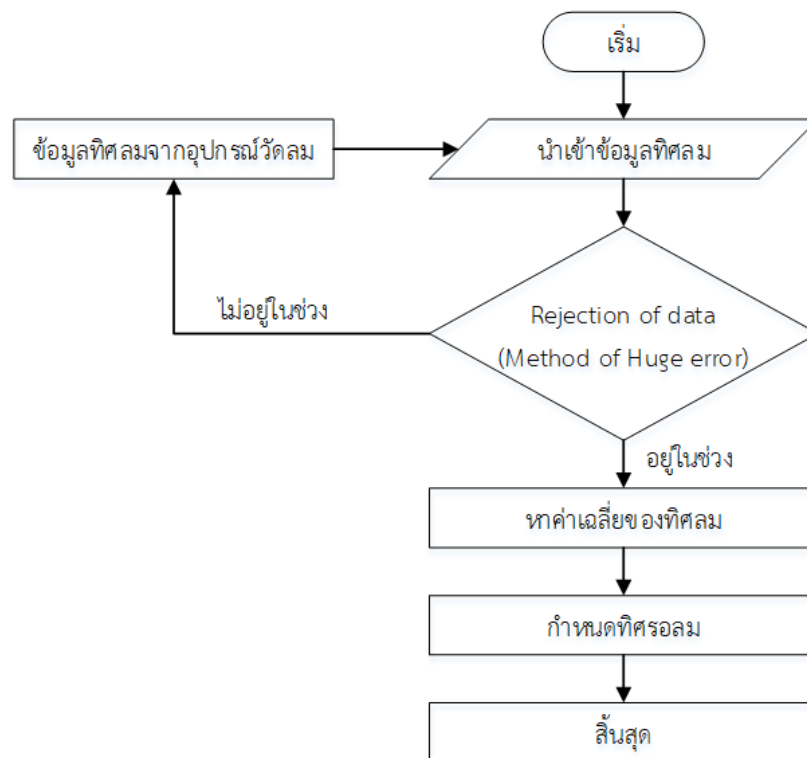 เริ่ม
ข้อมูลทิศลมจากอุปกรณ์วัดลม
นำเข้าข้อมูลทิศลม
ไม่อยู่ในช่วง
Rejection of data
(Method of Huge error)
อยู่ในช่วง
หาค่าเฉลี่ยของทิศลม
กำหนดทิศรอลม
สิ้นสุด